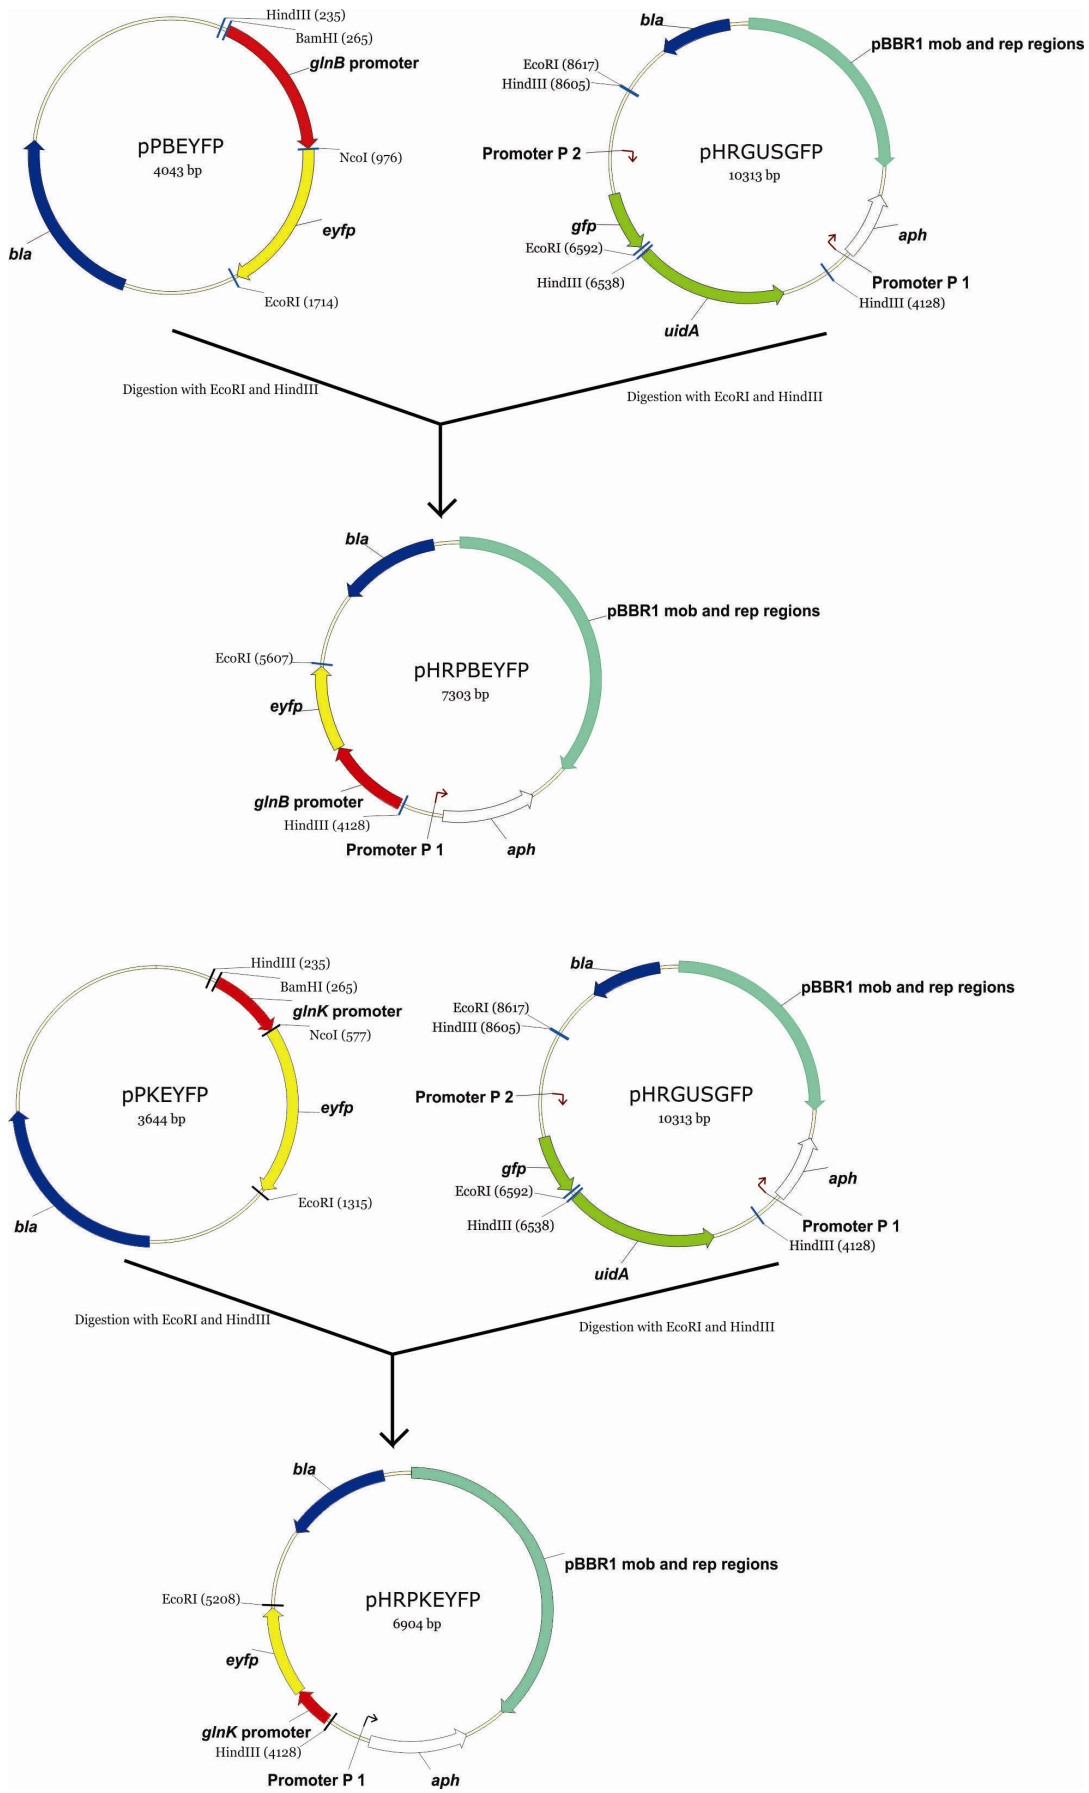 HindIII (235)
BamHI (265)
glnB promoter
pPBEYFP
4043 bp
NcoI (976)
eyfp
bla
EcoRI (1714)
bla
pBBR1 mob and rep regions
EcoRI (8617)
HindIII (8605)
Promoter P 2
pHRGUSGFP
10313 bp
gfp
aph
EcoRI (6592)
HindIII (6538)
Promoter P 1
HindIII (4128)
uidA
Digestion with EcoRI and HindIII
Digestion with EcoRI and HindIII
bla
pBBR1 mob and rep regions
EcoRI (5607)
pHRPBEYFP
7303 bp
eyfp
glnB promoter
HindIII (4128)
Promoter P 1
aph
HindIII (235)
BamHI (265)
glnK promoter
NcoI (577)
pPKEYFP
3644 bp
eyfp
EcoRI (1315)
bla
bla
pBBR1 mob and rep regions
EcoRI (8617)
HindIII (8605)
Promoter P 2
pHRGUSGFP
10313 bp
gfp
aph
EcoRI (6592)
HindIII (6538)
Promoter P 1
HindIII (4128)
uidA
Digestion with EcoRI and HindIII
Digestion with EcoRI and HindIII
bla
pBBR1 mob and rep regions
EcoRI (5208)
pHRPKEYFP
6904 bp
eyfp
glnK promoter
HindIII (4128)
Promoter P 1
aph